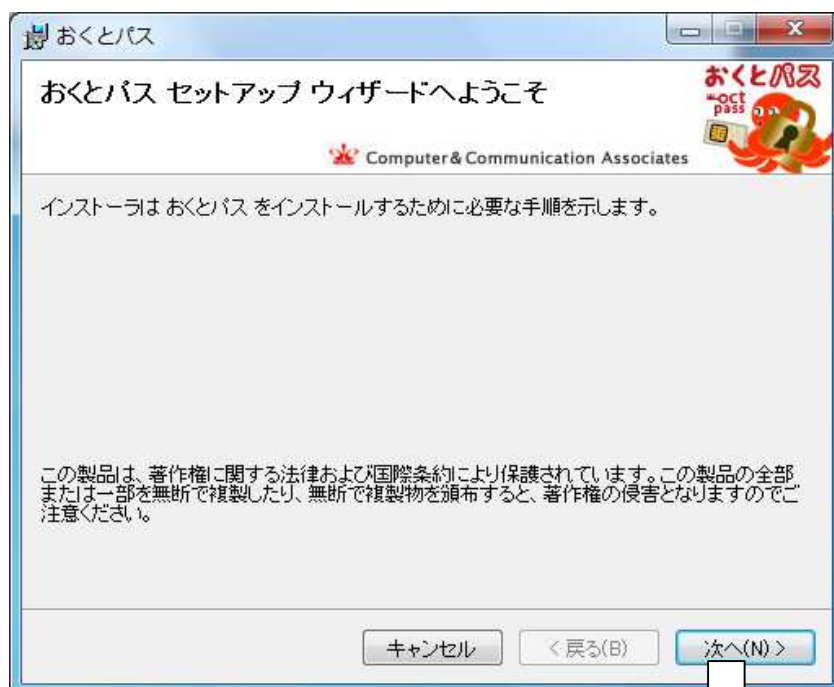 おくとパス
おくとパス セットアップ ウィザードへようこそ
おくとパス
oct
pass
Computer & Communication Associates
インストーラは おくとパス をインストールするために必要な手順を示します。
この製品は、著作権に関する法律および国際条約により保護されています。この製品の全部
または一部を無断で複製したり、無断で複製物を頒布すると、著作権の侵害となりますのでご
注意ください。
キャンセル
< 戻る(B)
次へ(N) >